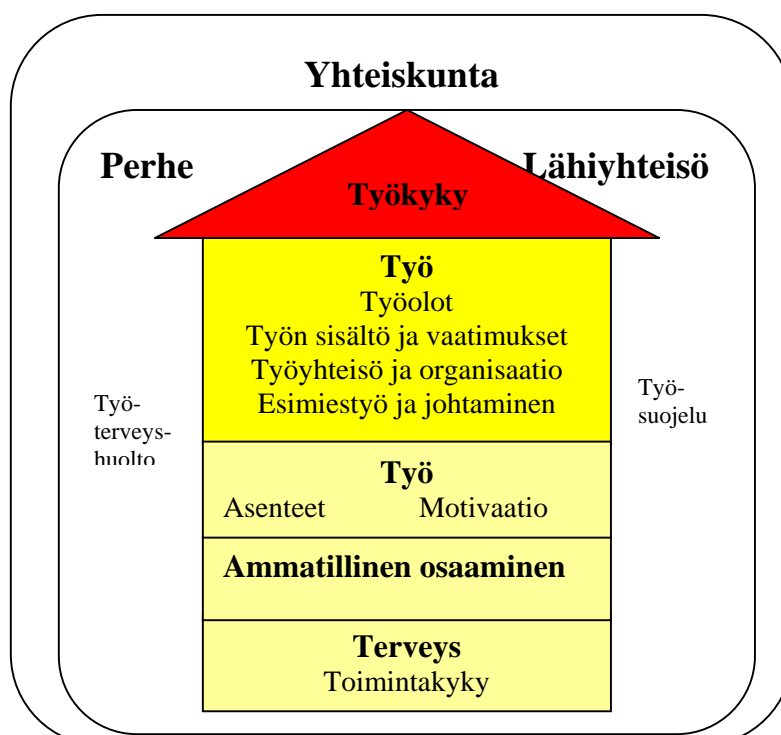 Yhteiskunta
Perhe
Lähiyhteisö
Työkyky
Työ
Työolot
Työn sisältö ja vaatimukset
Työyhteisö ja organisaatio
Esimiestyö ja johtaminen
Työ-
terveys-
huolto
Työ-
suojelu
Työ
Asenteet Motivaatio
Ammatillinen osaaminen
Terveys
Toimintakyky